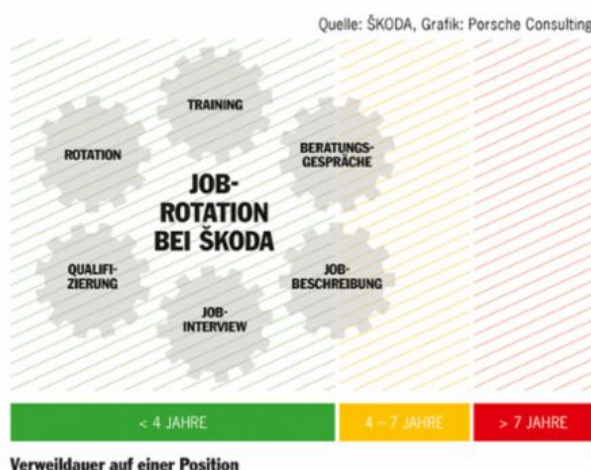 Quelle: ŠKODA, Grafik: Porsche Consulting
TRAINING
ROTATION
BERATUNGS-
GESPRÄCHE
JOB-
ROTATION
BEI ŠKODA
QUALIFI-
ZIERUNG
JOB-
BESCHREIBUNG
JOB-
INTERVIEW
< 4 JAHRE
4 – 7 JAHRE
> 7 JAHRE
Verweildauer auf einer Position